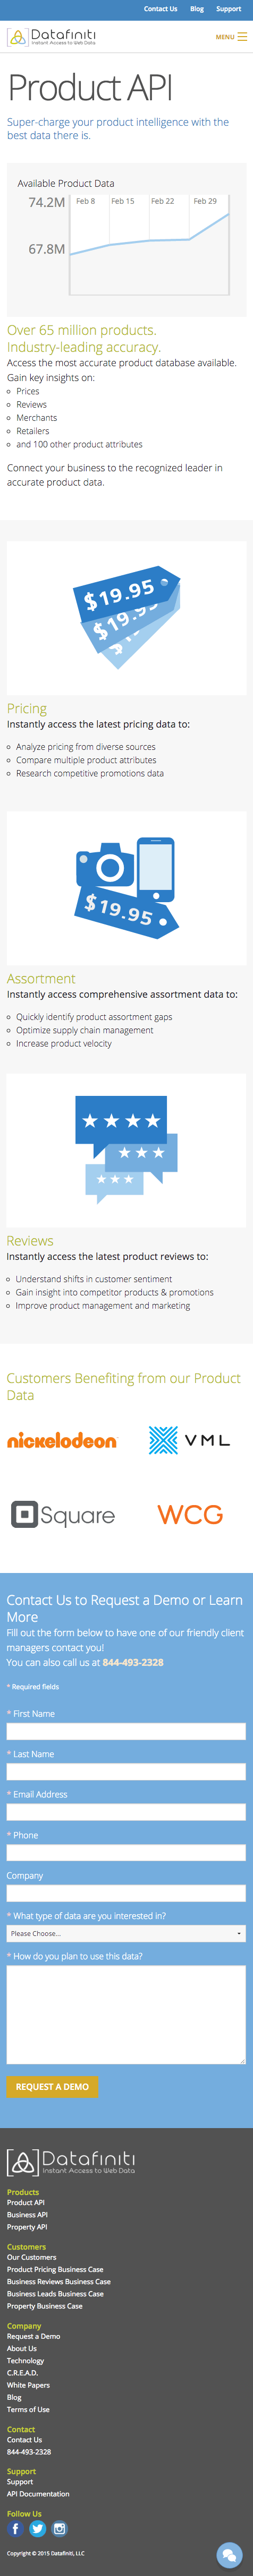 Contact Us Blog Support
Datafiniti
Instant Access to Web Data
MENU
Product API
Super-charge your product intelligence with the
best data there is.
Available Product Data
74.2M
Feb 8 Feb 15 Feb 22 Feb 29
67.8M
Over 65 million products.
Industry-leading accuracy.
Access the most accurate product database available.
Gain key insights on:
Prices
Reviews
Merchants
Retailers
and 100 other product attributes
Connect your business to the recognized leader in
accurate product data.
$19.95
$19.95
Pricing
Instantly access the latest pricing data to:
Analyze pricing from diverse sources
Compare multiple product attributes
Research competitive promotions data
$19.95
Assortment
Instantly access comprehensive assortment data to:
Quickly identify product assortment gaps
Optimize supply chain management
Increase product velocity
Reviews
Instantly access the latest product reviews to:
Understand shifts in customer sentiment
Gain insight into competitor products & promotions
Improve product management and marketing
Customers Benefiting from our Product
Data
nickelodeon
VML
Square
WCG
Contact Us to Request a Demo or Learn
More
Fill out the form below to have one of our friendly client
managers contact you!
You can also call us at 844-493-2328
* Required fields
* First Name
* Last Name
* Email Address
* Phone
Company
* What type of data are you interested in?
Please Choose...
* How do you plan to use this data?
REQUEST A DEMO
Datafiniti
Instant Access to Web Data
Products
Product API
Business API
Property API
Customers
Our Customers
Product Pricing Business Case
Business Reviews Business Case
Business Leads Business Case
Property Business Case
Company
Request a Demo
About Us
Technology
C.R.E.A.D.
White Papers
Blog
Terms of Use
Contact
Contact Us
844-493-2328
Support
Support
API Documentation
Follow Us
Copyright © 2015 Datafiniti, LLC